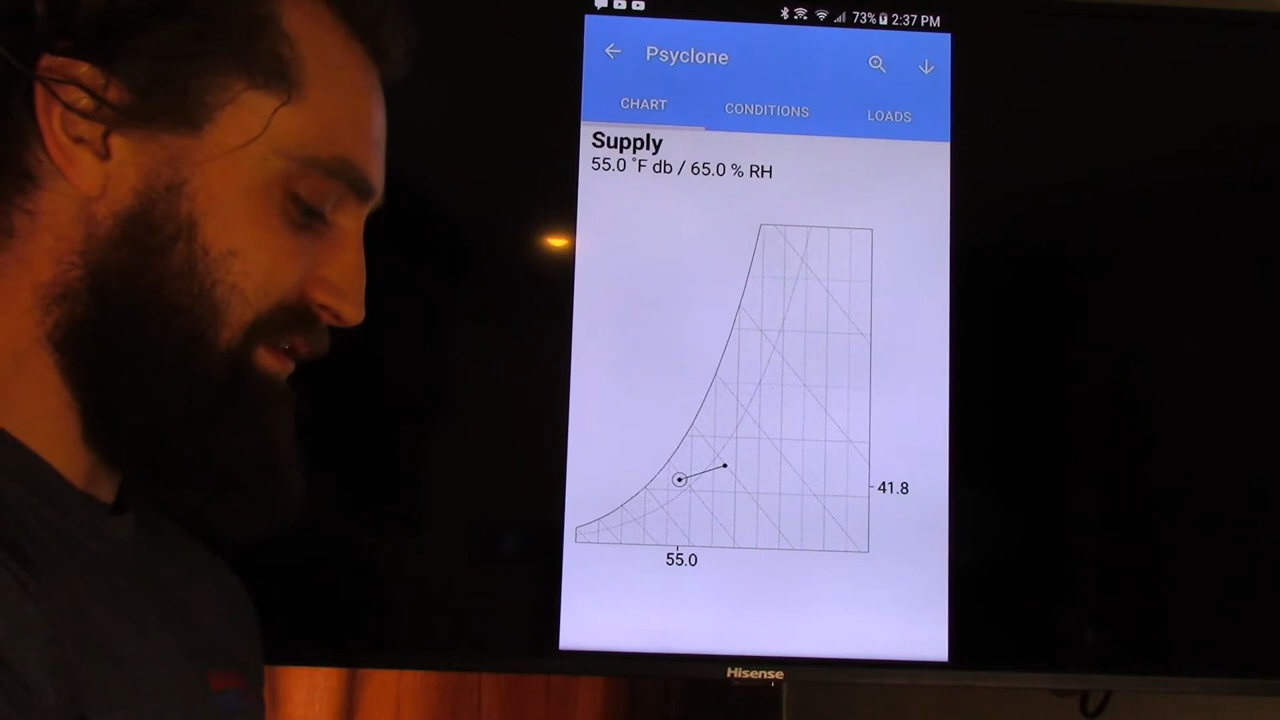 73% 2:37 PM
Psyclone
CHART CONDITIONS LOADS
Supply
55.0 °F db / 65.0 % RH
41.8
55.0
Hisense